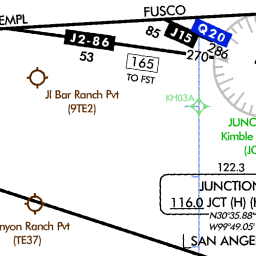 EMPL
FUSCO
J2-86
53
85
J15
Q20
286
270
165
TO FST
Jl Bar Ranch Pvt
(9TE2)
KH03A
JUNC
Kimble
(JC
122.3
JUNCTION
116.0 JCT (H) (
N30°35.88'
W99°49.05'
nyon Ranch Pvt
(TE37)
SAN ANGE